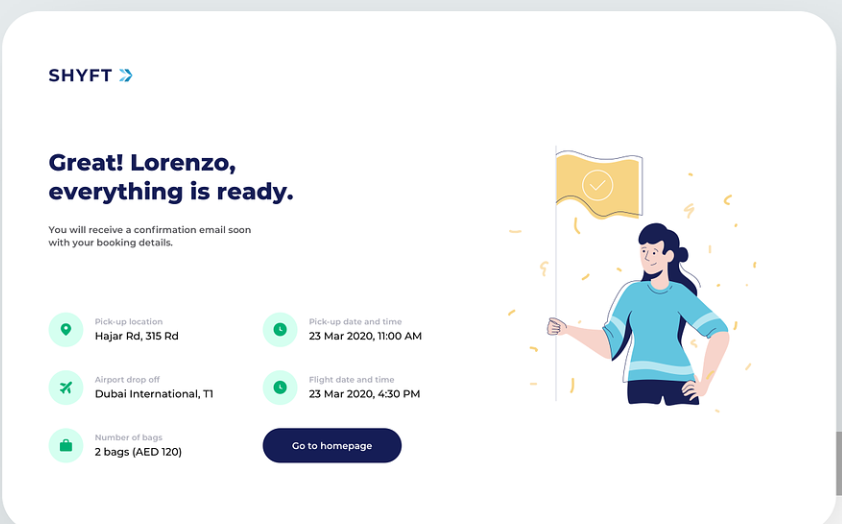 SHYFT
Great! Lorenzo,
everything is ready.
You will receive a confirmation email soon
with your booking details.
Pick-up location
Hajar Rd, 315 Rd
Pick-up date and time
23 Mar 2020, 11:00 AM
Airport drop off
Dubai International, T1
Flight date and time
23 Mar 2020, 4:30 PM
Number of bags
2 bags (AED 120)
Go to homepage